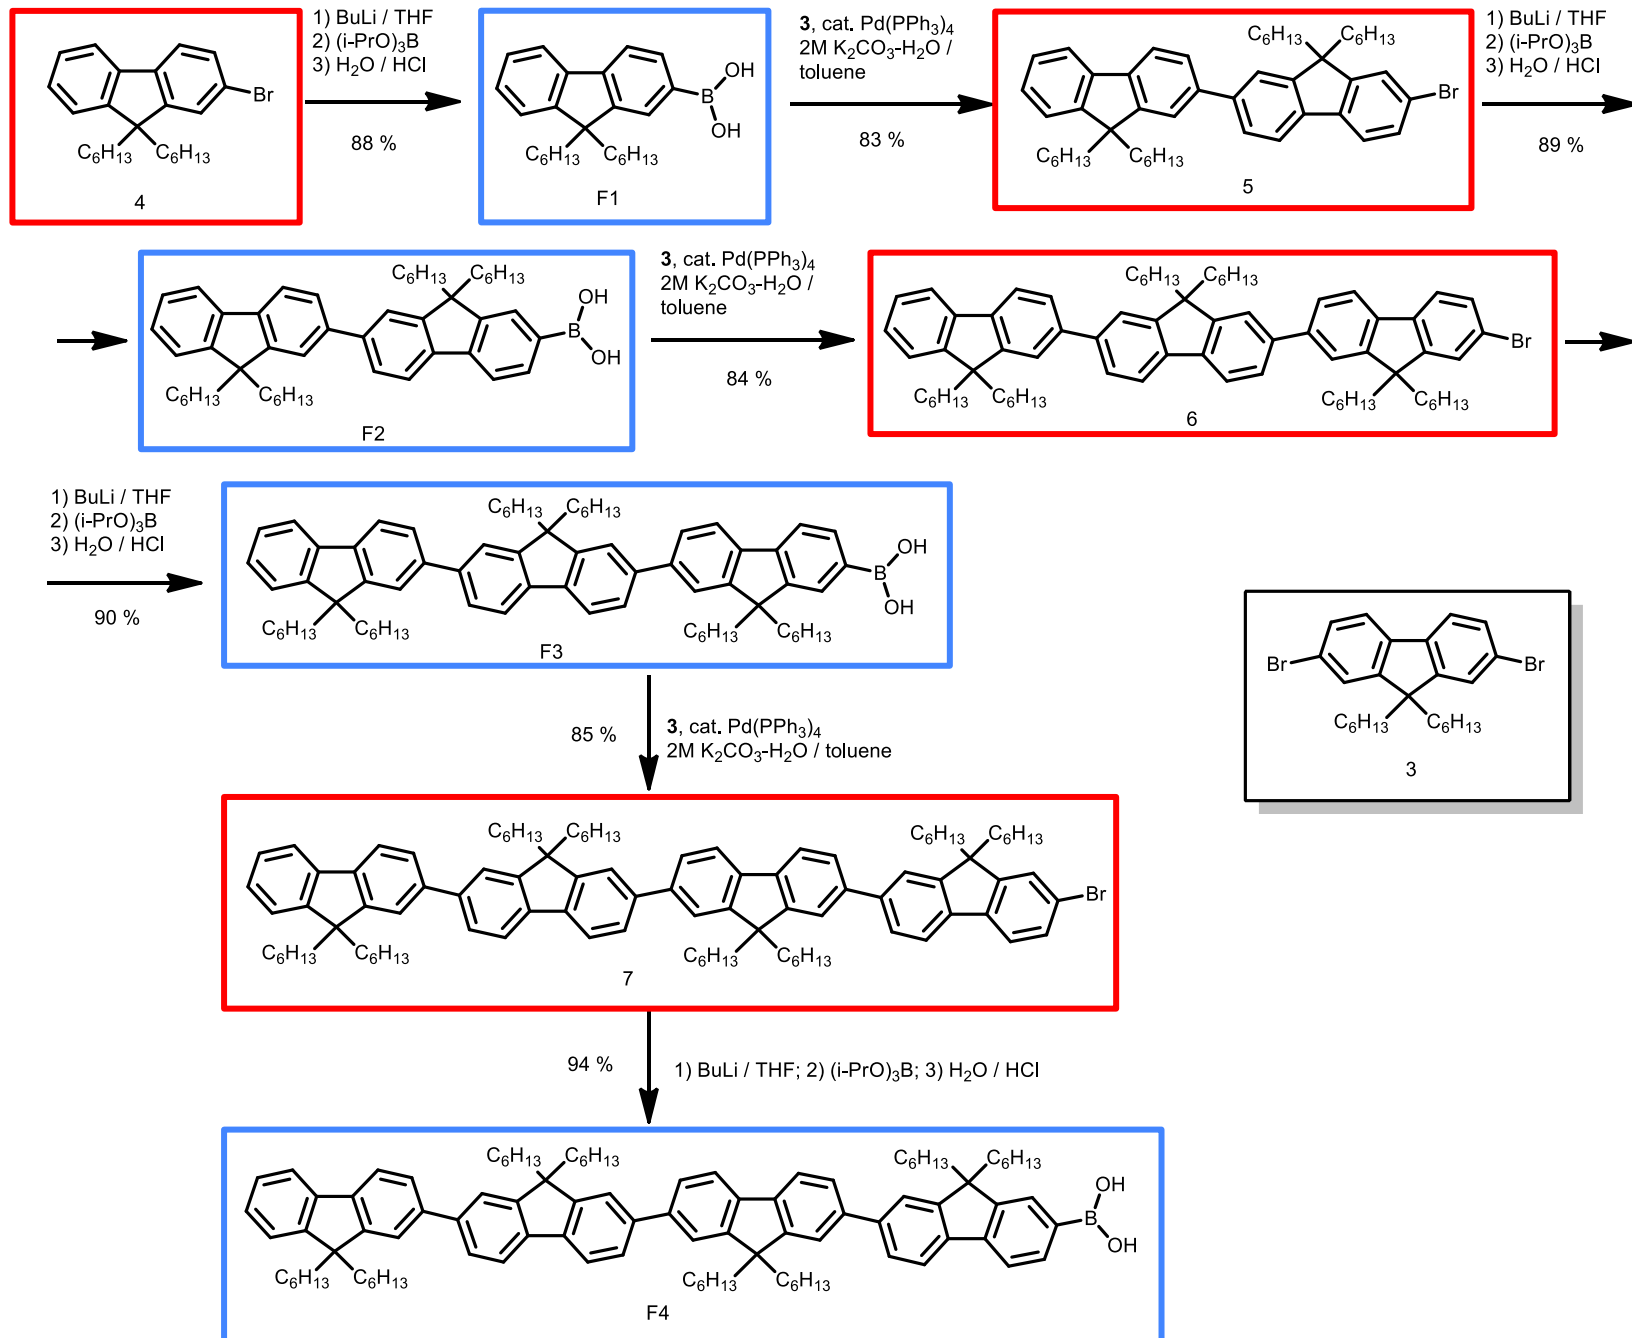 1) BuLi / THF
2) (i-PrO)₃B
3) H₂O / HCl
88 %
3, cat. Pd(PPh₃)₄
2M K₂CO₃-H₂O /
toluene
83 %
1) BuLi / THF
2) (i-PrO)₃B
3) H₂O / HCl
89 %
Br
C₆H₁₃ C₆H₁₃
4
B
OH
OH
C₆H₁₃ C₆H₁₃
F1
C₆H₁₃ C₆H₁₃
Br
C₆H₁₃ C₆H₁₃
5
C₆H₁₃ C₆H₁₃
OH
B
OH
C₆H₁₃ C₆H₁₃
F2
3, cat. Pd(PPh₃)₄
2M K₂CO₃-H₂O /
toluene
84 %
C₆H₁₃ C₆H₁₃
Br
C₆H₁₃ C₆H₁₃ C₆H₁₃ C₆H₁₃
6
1) BuLi / THF
2) (i-PrO)₃B
3) H₂O / HCl
90 %
C₆H₁₃ C₆H₁₃
OH
B
OH
C₆H₁₃ C₆H₁₃ C₆H₁₃ C₆H₁₃
F3
Br Br
C₆H₁₃ C₆H₁₃
3
85 %
3, cat. Pd(PPh₃)₄
2M K₂CO₃-H₂O / toluene
C₆H₁₃ C₆H₁₃ C₆H₁₃ C₆H₁₃
Br
C₆H₁₃ C₆H₁₃ C₆H₁₃ C₆H₁₃
7
94 %
1) BuLi / THF; 2) (i-PrO)₃B; 3) H₂O / HCl
C₆H₁₃ C₆H₁₃ C₆H₁₃ C₆H₁₃
OH
B
OH
C₆H₁₃ C₆H₁₃ C₆H₁₃ C₆H₁₃
F4